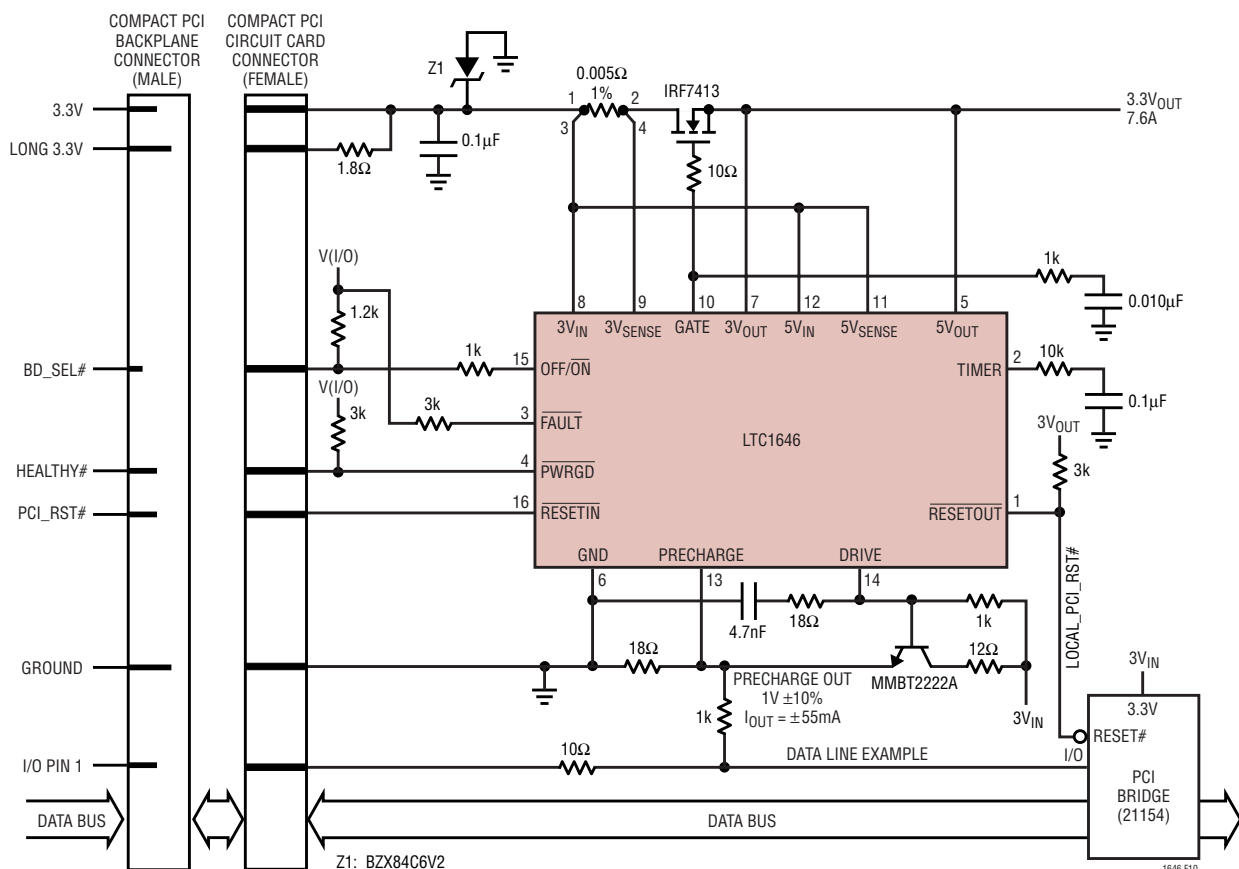 COMPACT PCI
BACKPLANE
CONNECTOR
(MALE)
COMPACT PCI
CIRCUIT CARD
CONNECTOR
(FEMALE)
Z1
3.3V
LONG 3.3V
1.8Ω
0.1µF
1
0.005Ω
1%
2
3
4
IRF7413
10Ω
3.3VOUT
7.6A
V(I/O)
1.2k
1k
0.010µF
8
9
10
7
12
11
5
3VIN
3VSENSE
GATE
3VOUT
5VIN
5VSENSE
5VOUT
BD_SEL#
1k
15
OFF/ON
TIMER
2
10k
0.1µF
V(I/O)
3k
3k
3
FAULT
LTC1646
3VOUT
3k
HEALTHY#
4
PWRGD
PCI_RST#
16
RESETIN
RESETOUT
1
GND
PRECHARGE
DRIVE
6
13
14
LOCAL_PCI_RST#
4.7nF
18Ω
1k
GROUND
18Ω
12Ω
MMBT2222A
3VIN
PRECHARGE OUT
1V ±10%
IOUT = ±55mA
1k
3VIN
3.3V
RESET#
I/O
PCI
BRIDGE
(21154)
I/O PIN 1
10Ω
DATA LINE EXAMPLE
DATA BUS
DATA BUS
Z1: BZX84C6V2
1646 F10